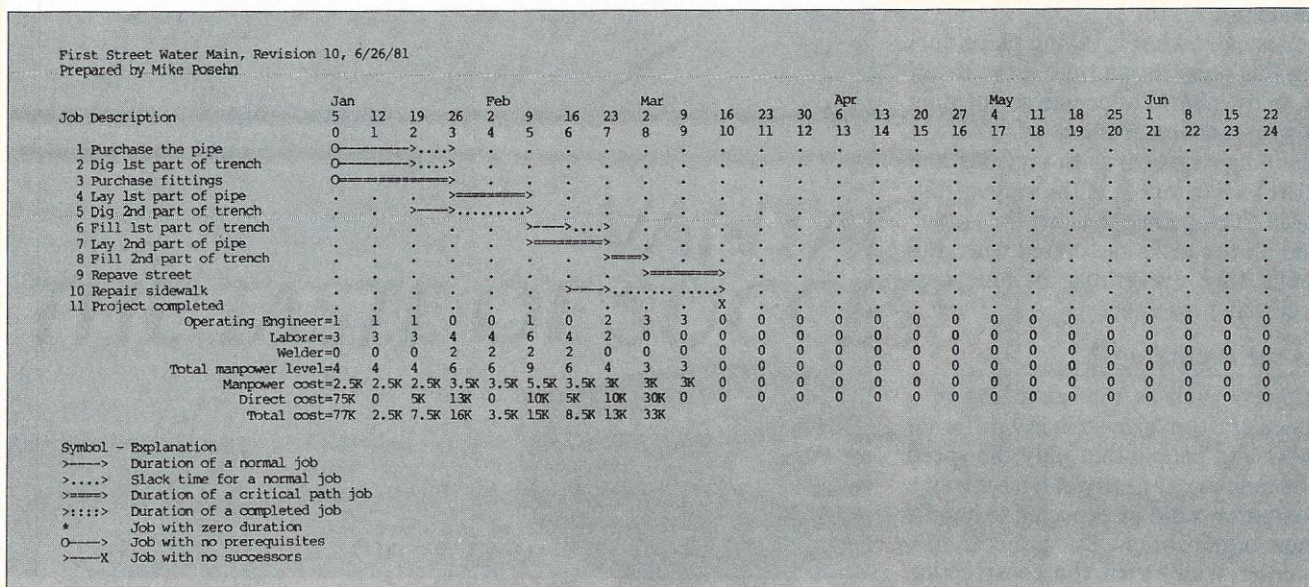 First Street Water Main, Revision 10, 6/26/81
Prepared by Mike Posehn
Jan Feb Mar Apr May Jun
Job Description 5 12 19 26 2 9 16 23 2 9 16 23 30 6 13 20 27 4 11 18 25 1 8 15 22
0 1 2 3 4 5 6 7 8 9 10 11 12 13 14 15 16 17 18 19 20 21 22 23 24
1 Purchase the pipe
2 Dig 1st part of trench
3 Purchase fittings
4 Lay 1st part of pipe
5 Dig 2nd part of trench
6 Fill 1st part of trench
7 Lay 2nd part of pipe
8 Fill 2nd part of trench
9 Repave street
10 Repair sidewalk
11 Project completed X
Operating Engineer=1 1 1 0 0 1 0 2 3 3 0 0 0 0 0 0 0 0 0 0 0 0 0 0 0
Laborer=3 3 3 4 4 6 4 2 0 0 0 0 0 0 0 0 0 0 0 0 0 0 0 0 0
Welder=0 0 0 2 2 2 2 0 0 0 0 0 0 0 0 0 0 0 0 0 0 0 0 0 0
Total manpower level=4 4 4 6 6 9 6 4 3 3 0 0 0 0 0 0 0 0 0 0 0 0 0 0 0
Manpower cost=2.5K 2.5K 2.5K 3.5K 3.5K 5.5K 3.5K 3K 3K 3K 0 0 0 0 0 0 0 0 0 0 0 0 0 0 0
Direct cost=75K 0 5K 13K 0 10K 5K 10K 30K 0 0 0 0 0 0 0 0 0 0 0 0 0 0 0 0
Total cost=77K 2.5K 7.5K 16K 3.5K 15K 8.5K 13K 33K
Symbol - Explanation
>----> Duration of a normal job
>....> Slack time for a normal job
>====> Duration of a critical path job
>::::> Duration of a completed job
* Job with zero duration
O----> Job with no prerequisites
>----X Job with no successors